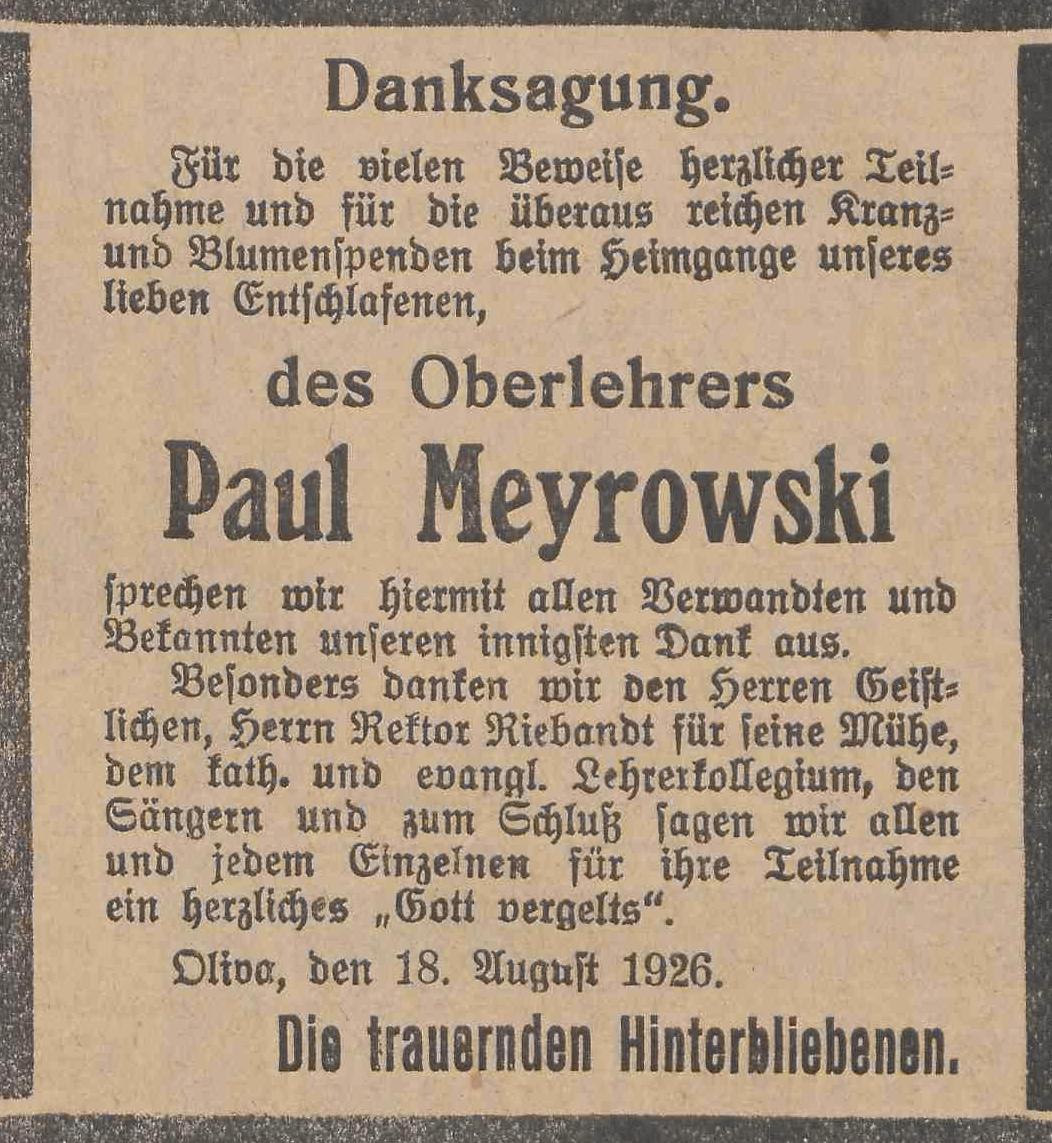 Danksagung.
Für die vielen Beweise herzlicher Teil-
nahme und für die überaus reichen Kranz-
und Blumenspenden beim Heimgange unseres
lieben Entschlafenen,
des Oberlehrers
Paul Meyrowski
sprechen wir hiermit allen Verwandten und
Bekannten unseren innigsten Dank aus.
Besonders danken wir den Herren Geist-
lichen, Herrn Rektor Riebandt für seine Mühe,
dem kath. und evangl. Lehrerkollegium, den
Sängern und zum Schluß sagen wir allen
und jedem Einzelnen für ihre Teilnahme
ein herzliches „Gott vergelts“.
Oliva, den 18. August 1926.
Die trauernden Hinterbliebenen.